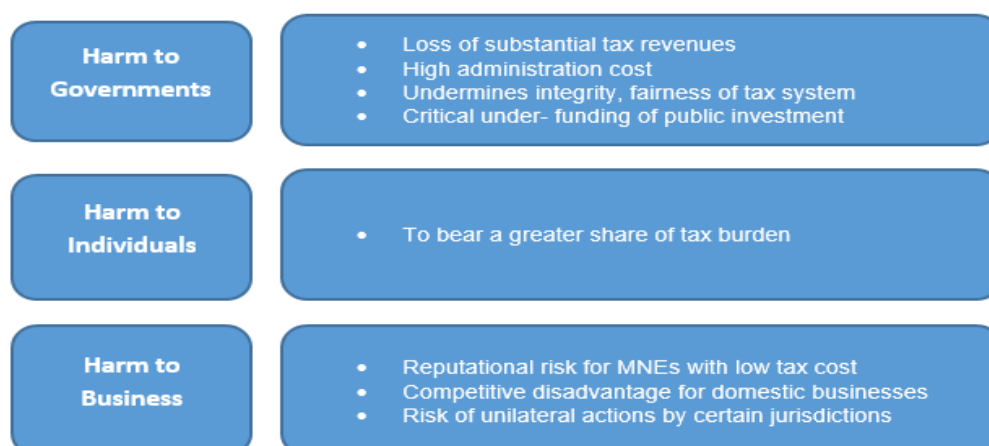 Harm to
Governments
• Loss of substantial tax revenues
• High administration cost
• Undermines integrity, fairness of tax system
• Critical under- funding of public investment
Harm to
Individuals
• To bear a greater share of tax burden
Harm to
Business
• Reputational risk for MNEs with low tax cost
• Competitive disadvantage for domestic businesses
• Risk of unilateral actions by certain jurisdictions